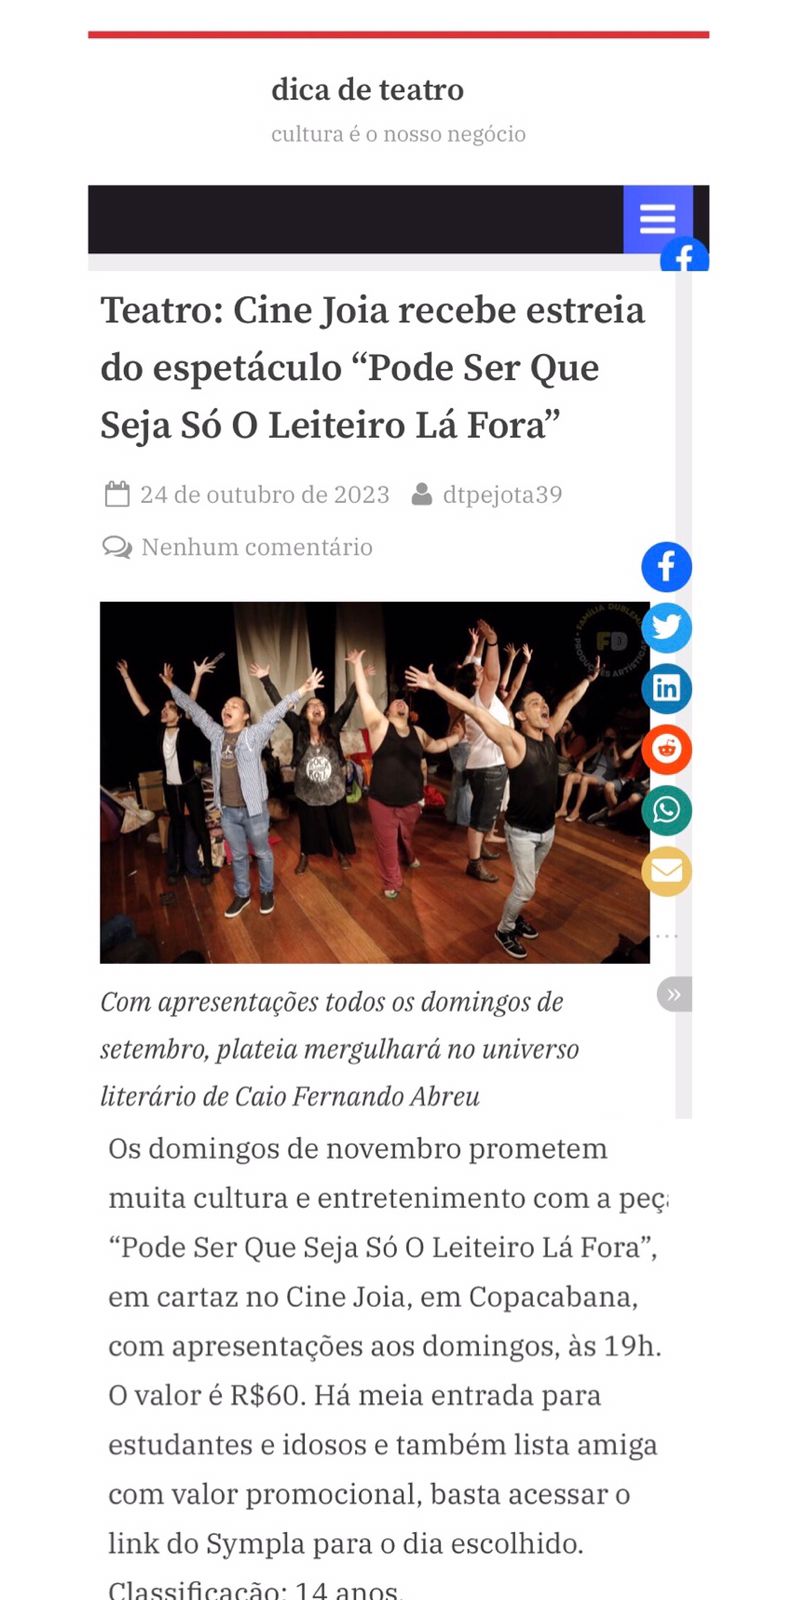 dica de teatro
cultura é o nosso negócio
Teatro: Cine Joia recebe estreia
do espetáculo “Pode Ser Que
Seja Só O Leiteiro Lá Fora”
24 de outubro de 2023 dtpejota39
Nenhum comentário
FD
Com apresentações todos os domingos de
setembro, plateia mergulhará no universo
literário de Caio Fernando Abreu
Os domingos de novembro prometem
muita cultura e entretenimento com a peça
“Pode Ser Que Seja Só O Leiteiro Lá Fora”,
em cartaz no Cine Joia, em Copacabana,
com apresentações aos domingos, às 19h.
O valor é R$60. Há meia entrada para
estudantes e idosos e também lista amiga
com valor promocional, basta acessar o
link do Sympla para o dia escolhido.
Classificação: 14 anos.